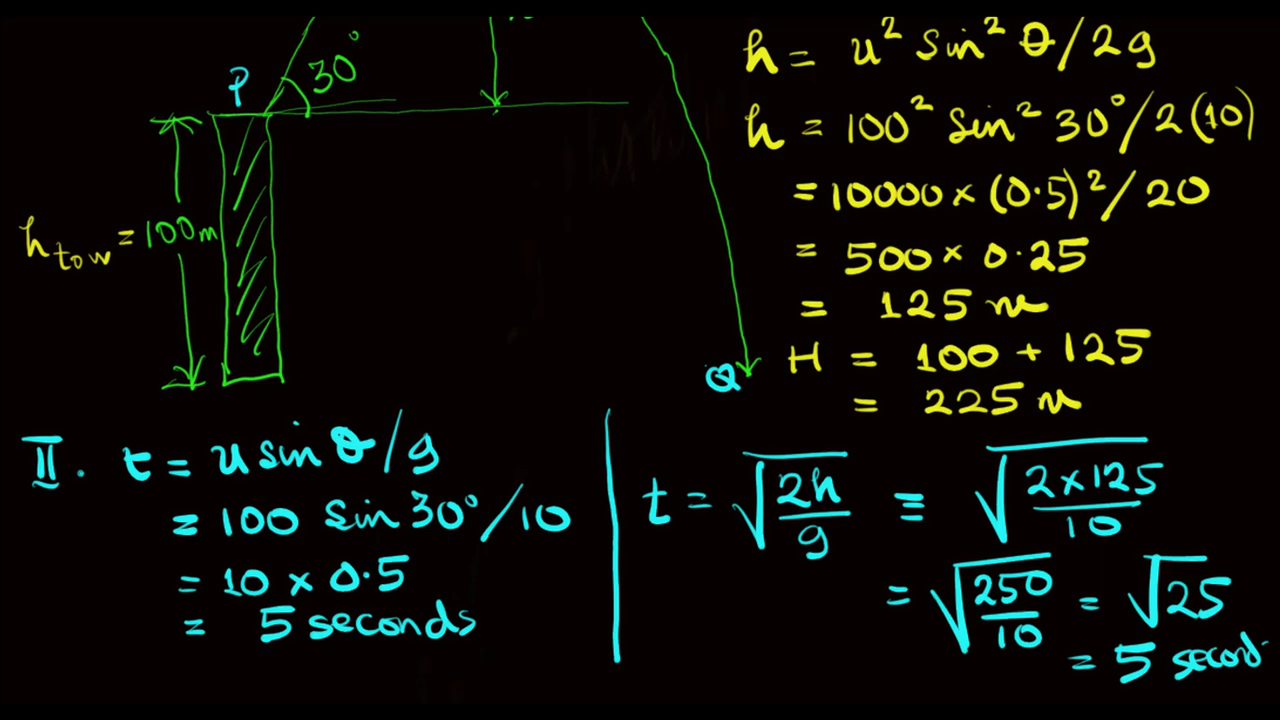 P
30°
h tow = 100m
Q
h = u² sin² θ/2g
h = 100² sin² 30°/2(10)
= 10000 × (0.5)²/20
= 500 × 0.25
= 125 m
H = 100 + 125
= 225 m
II. t = u sin θ/g
= 100 sin 30°/10
= 10 × 0.5
= 5 seconds
t = √(2h/g) ≡ √(2×125/10)
= √(250/10) = √25
= 5 second